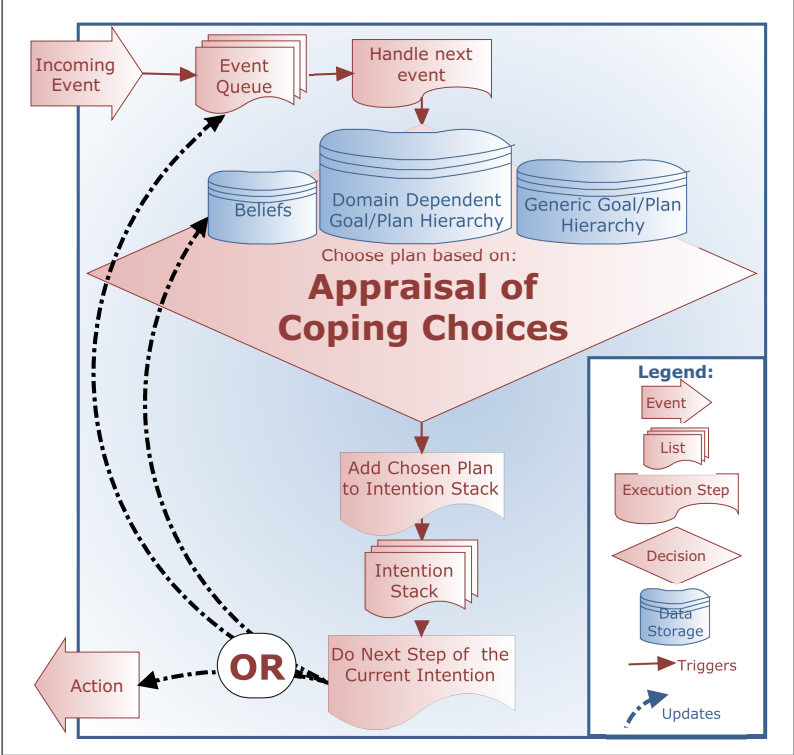 Incoming
Event
Event
Queue
Handle next
event
Beliefs
Domain Dependent
Goal/Plan Hierarchy
Generic Goal/Plan
Hierarchy
Choose plan based on:
Appraisal of
Coping Choices
Add Chosen Plan
to Intention Stack
Intention
Stack
Do Next Step of the
Current Intention
OR
Action
Legend:
Event
List
Execution Step
Decision
Data
Storage
Triggers
Updates